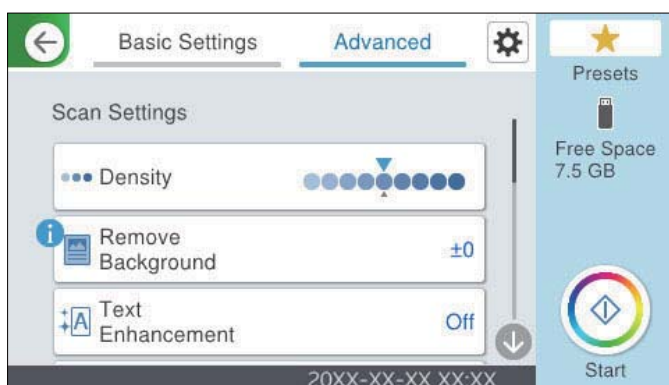 Basic Settings
Advanced
Presets
Free Space
7.5 GB
Scan Settings
Density
i
Remove
Background
±0
A
Text
Enhancement
Off
Start
20XX-XX-XX XX:XX